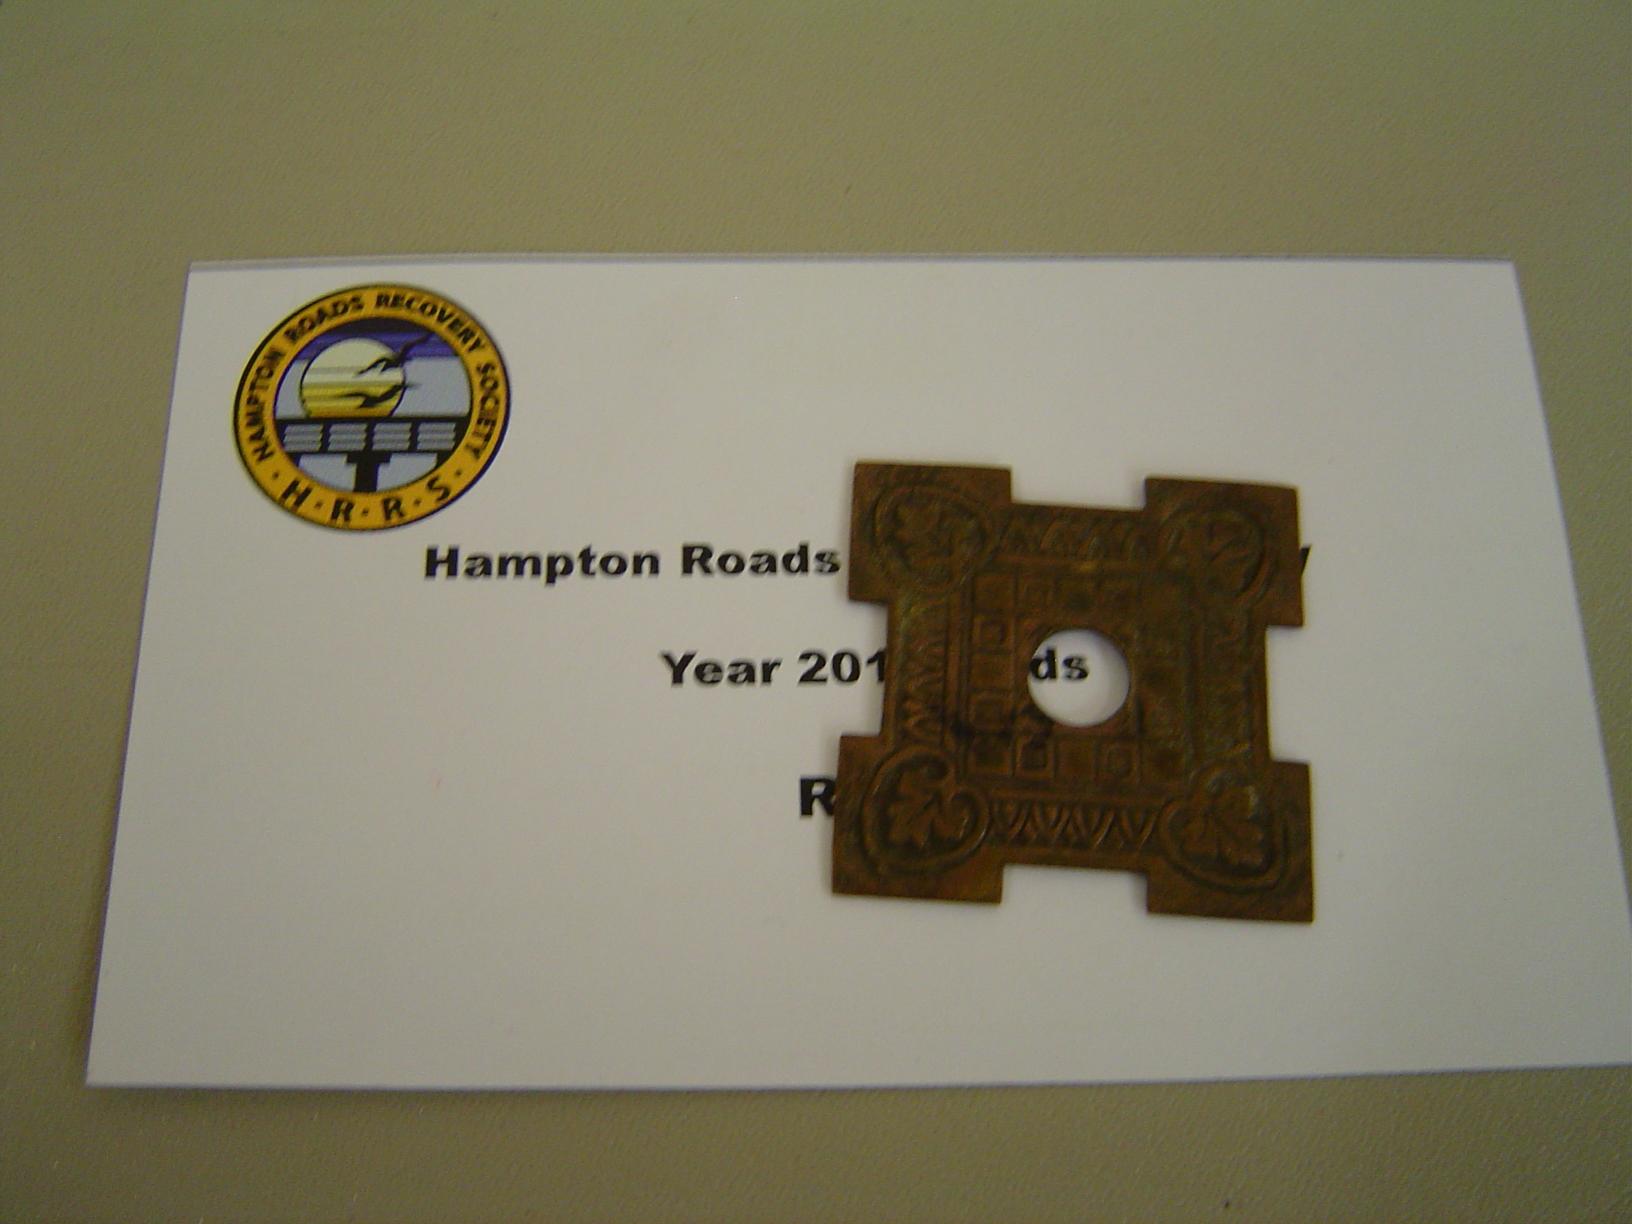 HAMPTON ROADS RECOVERY SOCIETY
· H · R · R · S ·
Hampton Roads
Year 201 ds
R